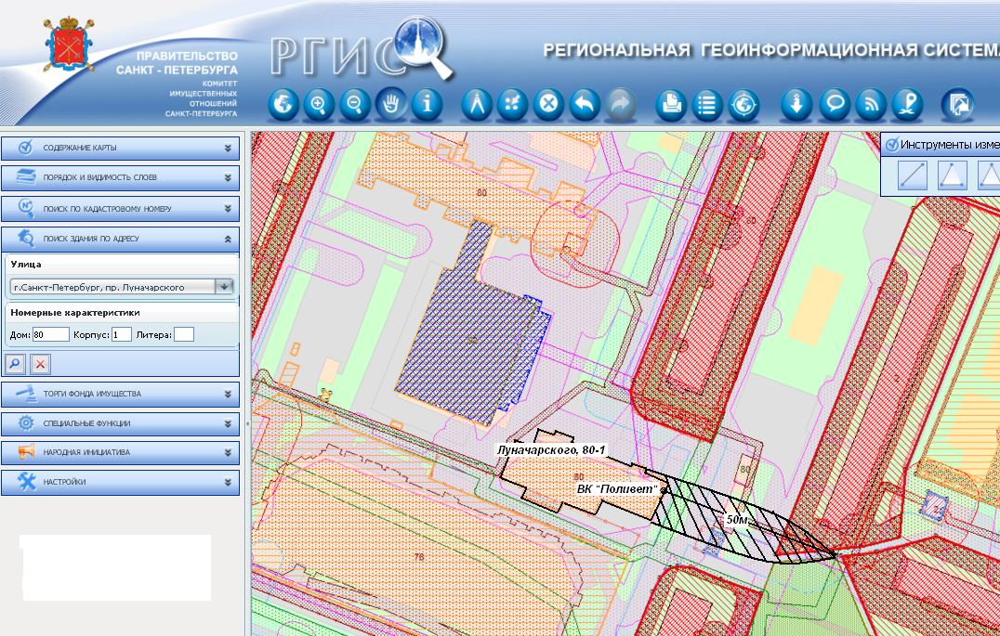 ПРАВИТЕЛЬСТВО
САНКТ - ПЕТЕРБУРГА
КОМИТЕТ
ИМУЩЕСТВЕННЫХ
ОТНОШЕНИЙ
САНКТ-ПЕТЕРБУРГА
РГИС
РЕГИОНАЛЬНАЯ ГЕОИНФОРМАЦИОННАЯ СИСТЕМА
СОДЕРЖАНИЕ КАРТЫ
ПОРЯДОК И ВИДИМОСТЬ СЛОЕВ
ПОИСК ПО КАДАСТРОВОМУ НОМЕРУ
ПОИСК ЗДАНИЯ ПО АДРЕСУ
Улица
г.Санкт-Петербург, пр. Луначарского
Номерные характеристики
Дом: 80 Корпус: 1 Литера:
ТОРГИ ФОНДА ИМУЩЕСТВА
СПЕЦИАЛЬНЫЕ ФУНКЦИИ
НАРОДНАЯ ИНИЦИАТИВА
НАСТРОЙКИ
Инструменты изме
80
80
Луначарского, 80-1
80
80
ВК "Поливет"
50м
78